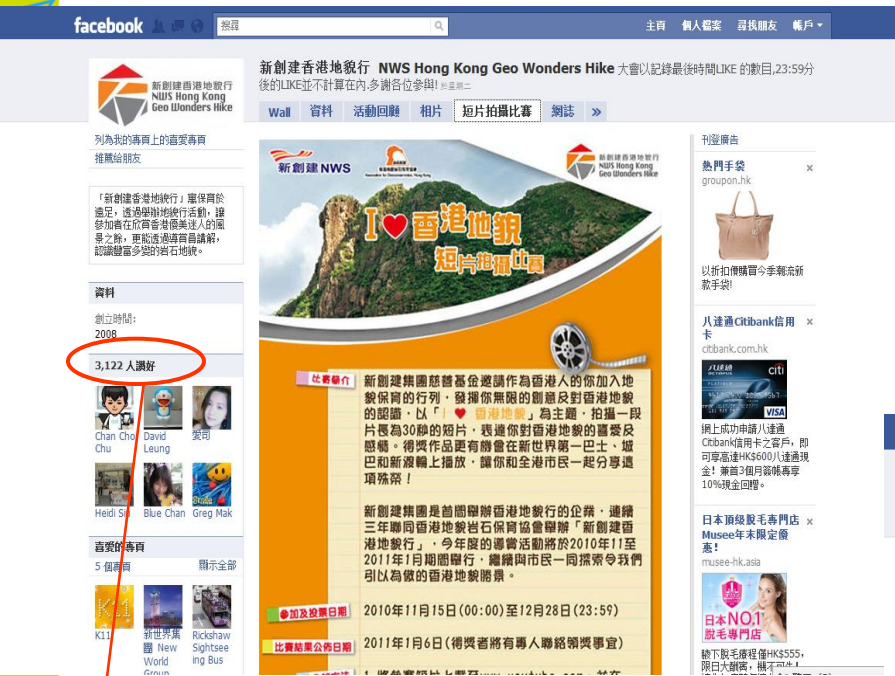 facebook
搜尋
主頁 個人檔案 尋找朋友 帳戶
新創建香港地貌行 NWS Hong Kong Geo Wonders Hike 大會以記錄最後時間LIKE 的數目,23:59分
後的LIKE並不計算在內.多謝各位參與! 於星期二
Wall 資料 活動回顧 相片 短片拍攝比賽 網誌 »
新創建香港地貌行
NWS Hong Kong
Geo Wonders Hike
列為我的專頁上的喜愛專頁
推薦給朋友
「新創建香港地貌行」寓保育於
遠足，透過舉辦地貌行活動，讓
參加者在欣賞香港優美迷人的風
景之餘，更能透過導賞員講解，
認識豐富多變的岩石地貌。
資料
創立時間:
2008
3,122 人讚好
Chan Cho
Chu
David
Leung
愛司
Heidi Siu
Blue Chan
Greg Mak
喜愛的專頁
5 個專頁
顯示全部
K11
K11
新世界集
團 New
World
Group
Rickshaw
Sightsee
ing Bus
新創建 NWS
新創建香港地貌行
NWS Hong Kong
Geo Wonders Hike
I ♥ 香港地貌
短片拍攝比賽
比賽簡介
新創建集團慈善基金邀請作為香港人的你加入地
貌保育的行列，發揮你無限的創意及對香港地貌
的認識，以「I ♥ 香港地貌」為主題，拍攝一段
片長為30秒的短片，表達你對香港地貌的喜愛及
感觸。得獎作品更有機會在新世界第一巴士、城
巴和新渡輪上播放，讓你和全港市民一起分享這
項殊榮！
新創建集團是首間舉辦香港地貌行的企業，連續
三年聯同香港地貌岩石保育協會舉辦「新創建香
港地貌行」，今年度的導賞活動將於2010年11至
2011年1月期間舉行，繼續與市民一同探索令我們
引以為傲的香港地貌勝景。
參加及投票日期
2010年11月15日(00:00)至12月28日(23:59)
比賽結果公佈日期
2011年1月6日(得獎者將有專人聯絡領獎事宜)
刊登廣告
熱門手袋
x
groupon.hk
以折扣價購買今季潮流新
款手袋!
八達通Citibank信用
卡
x
citibank.com.hk
citi
VISA
網上成功申請八達通
Citibank信用卡之客戶，即
可享高達HK$600八達通現
金！兼首3個月簽帳專享
10%現金回贈。
日本頂級脫毛專門店
Musee年末限定優
惠!
x
musee-hk.asia
日本NO.1
脫毛專門店
腋下脫毛療程僅HK$555，